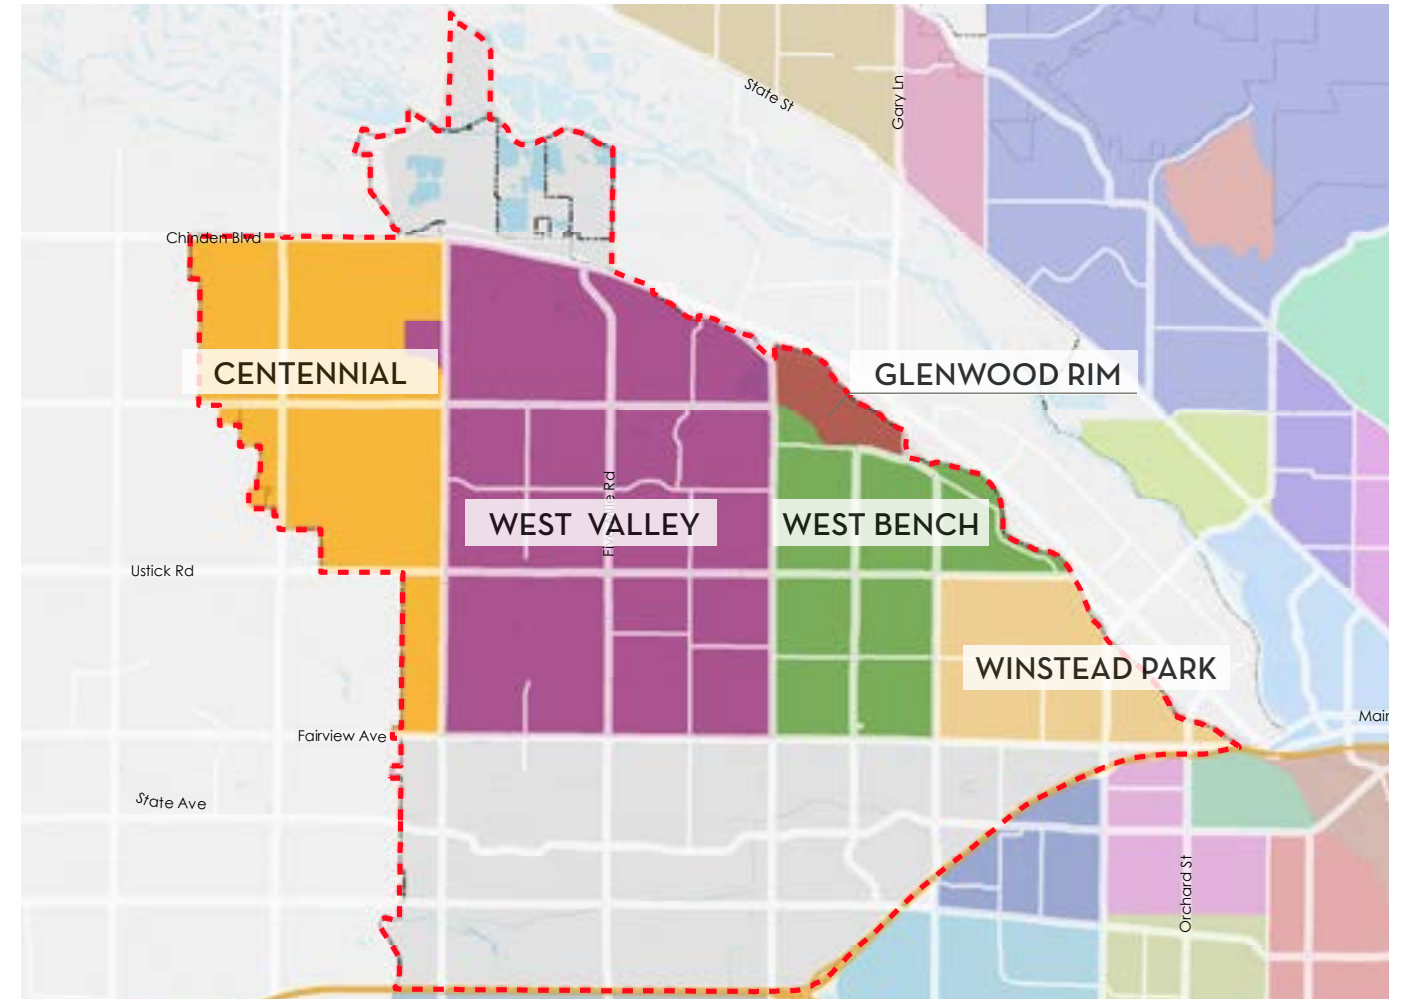 State St
Gary Ln
Chinden Blvd
CENTENNIAL
GLENWOOD RIM
WEST VALLEY
WEST BENCH
Ustick Rd
WINSTEAD PARK
Fairview Ave
Main
State Ave
Orchard St